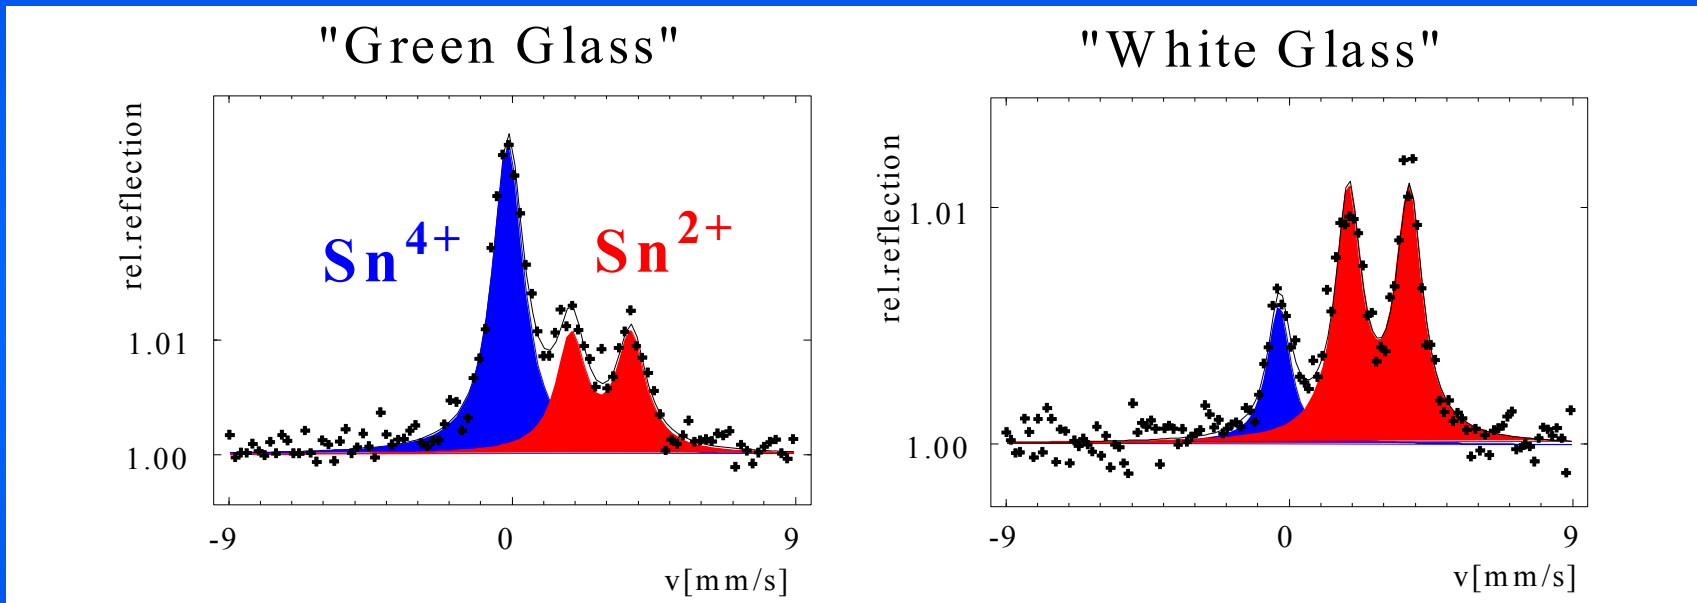 "Green Glass"
rel.reflection
Sn4+
Sn2+
1.01
1.00
-9 0 9
v[mm/s]
"White Glass"
rel.reflection
1.01
1.00
-9 0 9
v[mm/s]